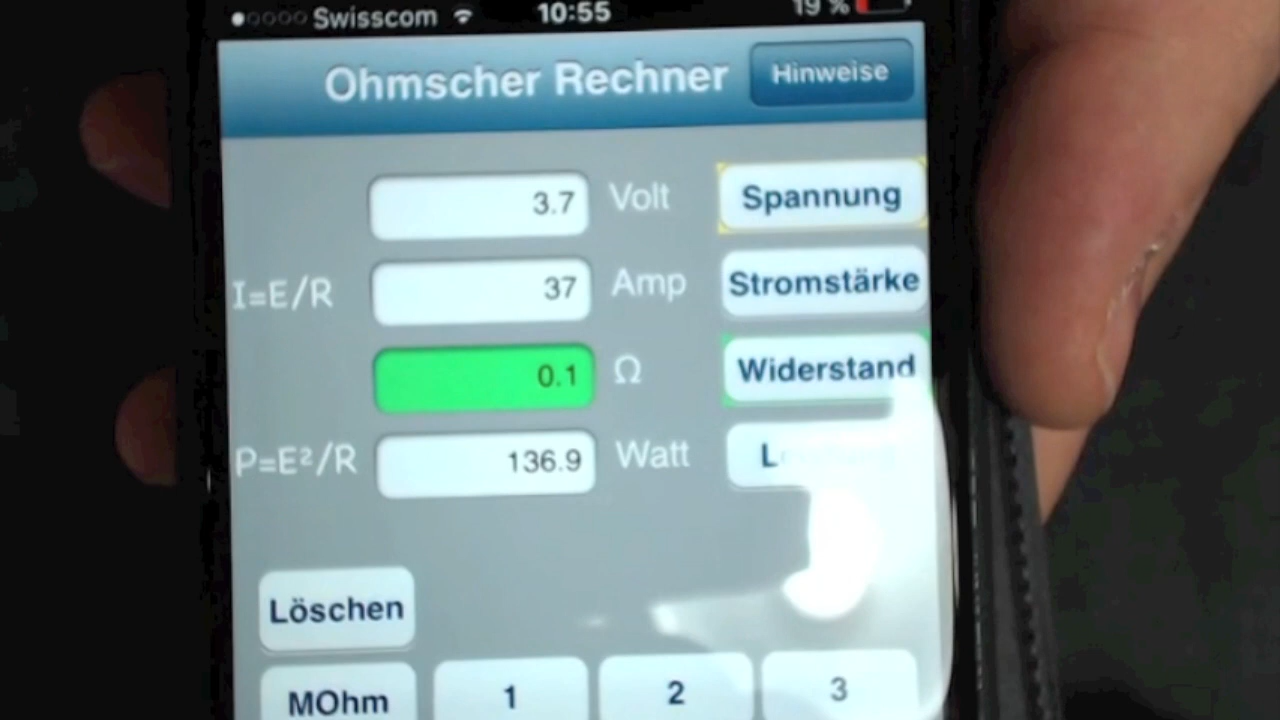 Swisscom 10:55 19 %
Ohmscher Rechner Hinweise
3.7 Volt Spannung
I=E/R 37 Amp Stromstärke
0.1 Ω Widerstand
P=E²/R 136.9 Watt
Löschen
MOhm 1 2 3